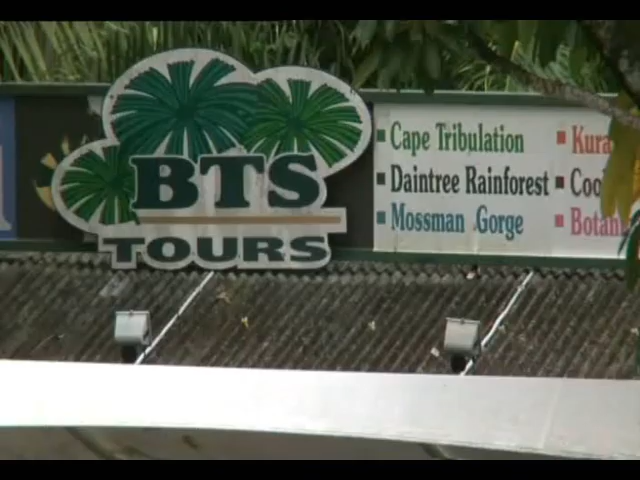 BTS
TOURS
Cape Tribulation
Daintree Rainforest
Mossman Gorge